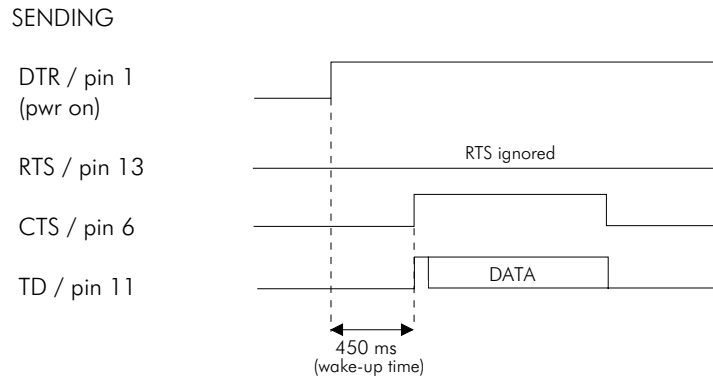 SENDING
DTR / pin 1
(pwr on)
RTS / pin 13
RTS ignored
CTS / pin 6
TD / pin 11
DATA
450 ms
(wake-up time)